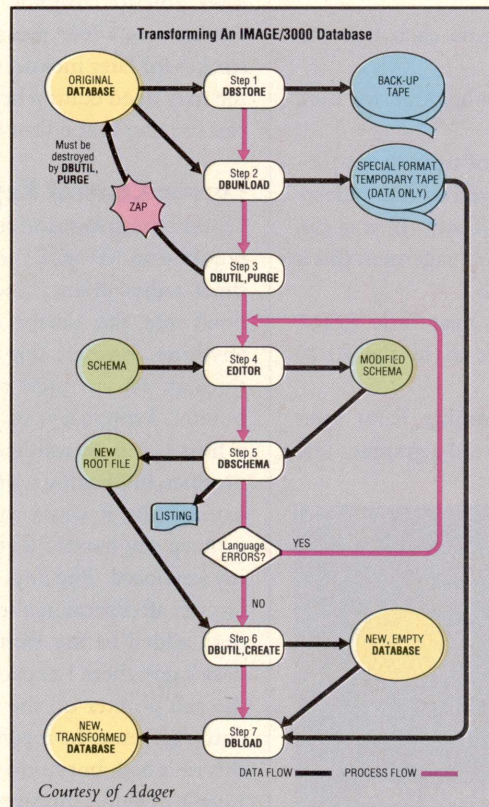 Transforming An IMAGE/3000 Database
ORIGINAL
DATABASE
Step 1
DBSTORE
BACK-UP
TAPE
Must be
destroyed
by DBUTIL,
PURGE
Step 2
DBUNLOAD
SPECIAL FORMAT
TEMPORARY TAPE
(DATA ONLY)
ZAP
Step 3
DBUTIL,PURGE
SCHEMA
Step 4
EDITOR
MODIFIED
SCHEMA
NEW
ROOT FILE
Step 5
DBSCHEMA
LISTING
Language
ERRORS?
YES
NO
Step 6
DBUTIL,CREATE
NEW, EMPTY
DATABASE
NEW,
TRANSFORMED
DATABASE
Step 7
DBLOAD
DATA FLOW
PROCESS FLOW
Courtesy of Adager